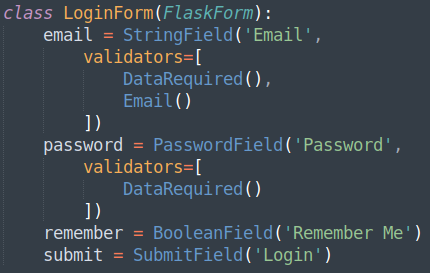 class LoginForm(FlaskForm):
    email = StringField('Email',
        validators=[
            DataRequired(),
            Email()
        ])
    password = PasswordField('Password',
        validators=[
            DataRequired()
        ])
    remember = BooleanField('Remember Me')
    submit = SubmitField('Login')